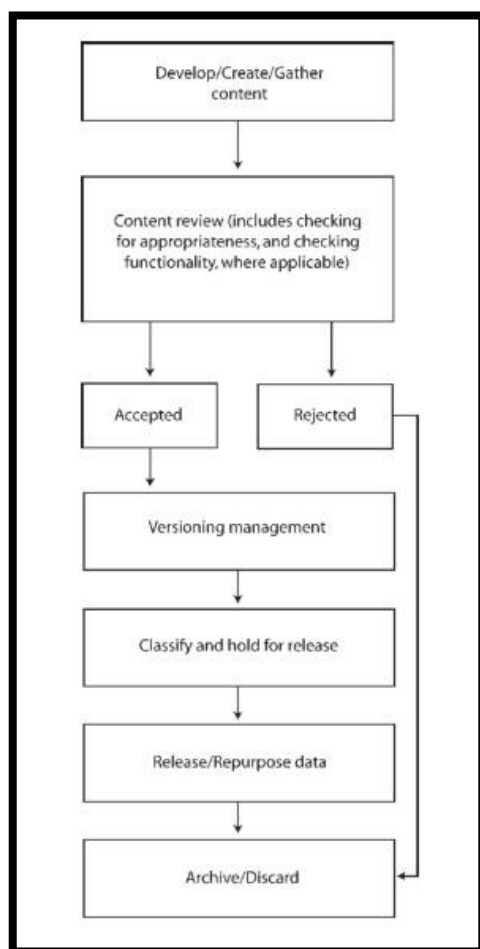 Develop/Create/Gather
content
Content review (includes checking
for appropriateness, and checking
functionality, where applicable)
Accepted
Rejected
Versioning management
Classify and hold for release
Release/Repurpose data
Archive/Discard